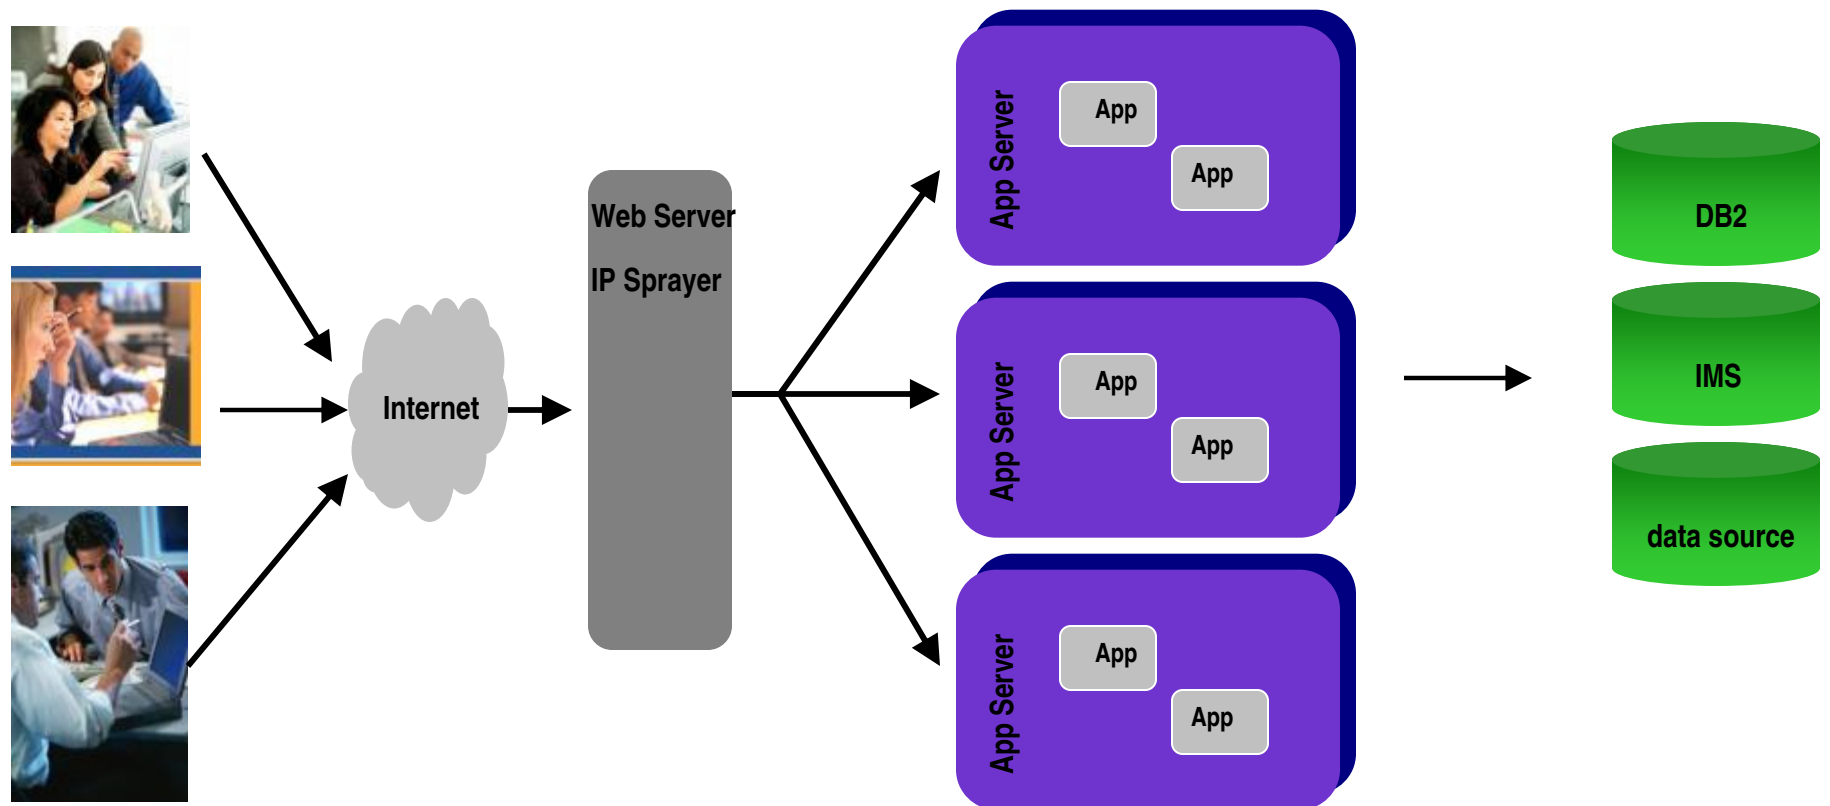 Internet
Web Server
IP Sprayer
App Server
App
App
App Server
App
App
App Server
App
App
DB2
IMS
data source